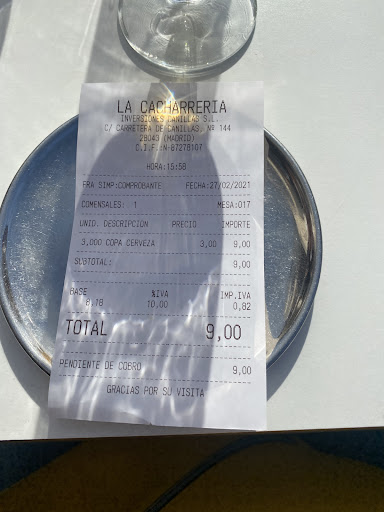 LA CACHARRERIA
INVERSIONES CANILLAS S.L.
C/ CARRETERA DE CANILLAS, Nº 144
28043 (MADRID)
C.I.F.:N-87278107
HORA:15:58
FRA SIMP:COMPROBANTE FECHA:27/02/2021
COMENSALES: 1 MESA:017
UNID. DESCRIPCION PRECIO IMPORTE
3,000 COPA CERVEZA 3,00 9,00
SUBTOTAL: 9,00
BASE %IVA IMP.IVA
8,18 10,00 0,82
TOTAL 9,00
PENDIENTE DE COBRO 9,00
GRACIAS POR SU VISITA